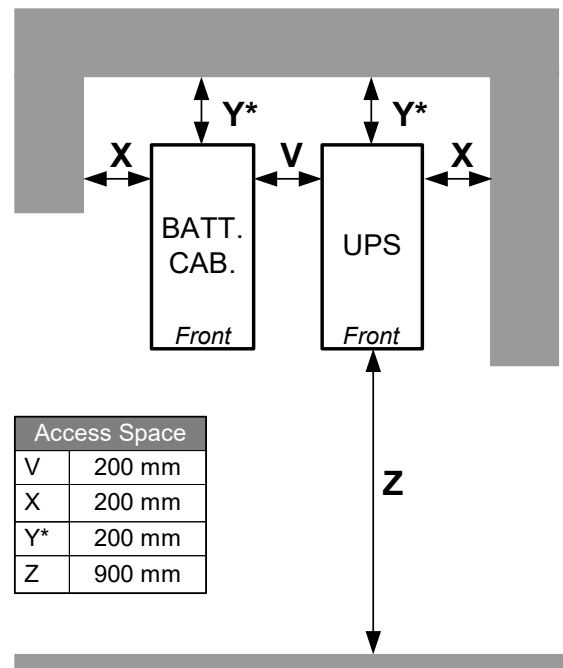 Y*
Y*
X
V
X
BATT.
CAB.
UPS
Front
Front
Z
Access Space
V 200 mm
X 200 mm
Y* 200 mm
Z 900 mm